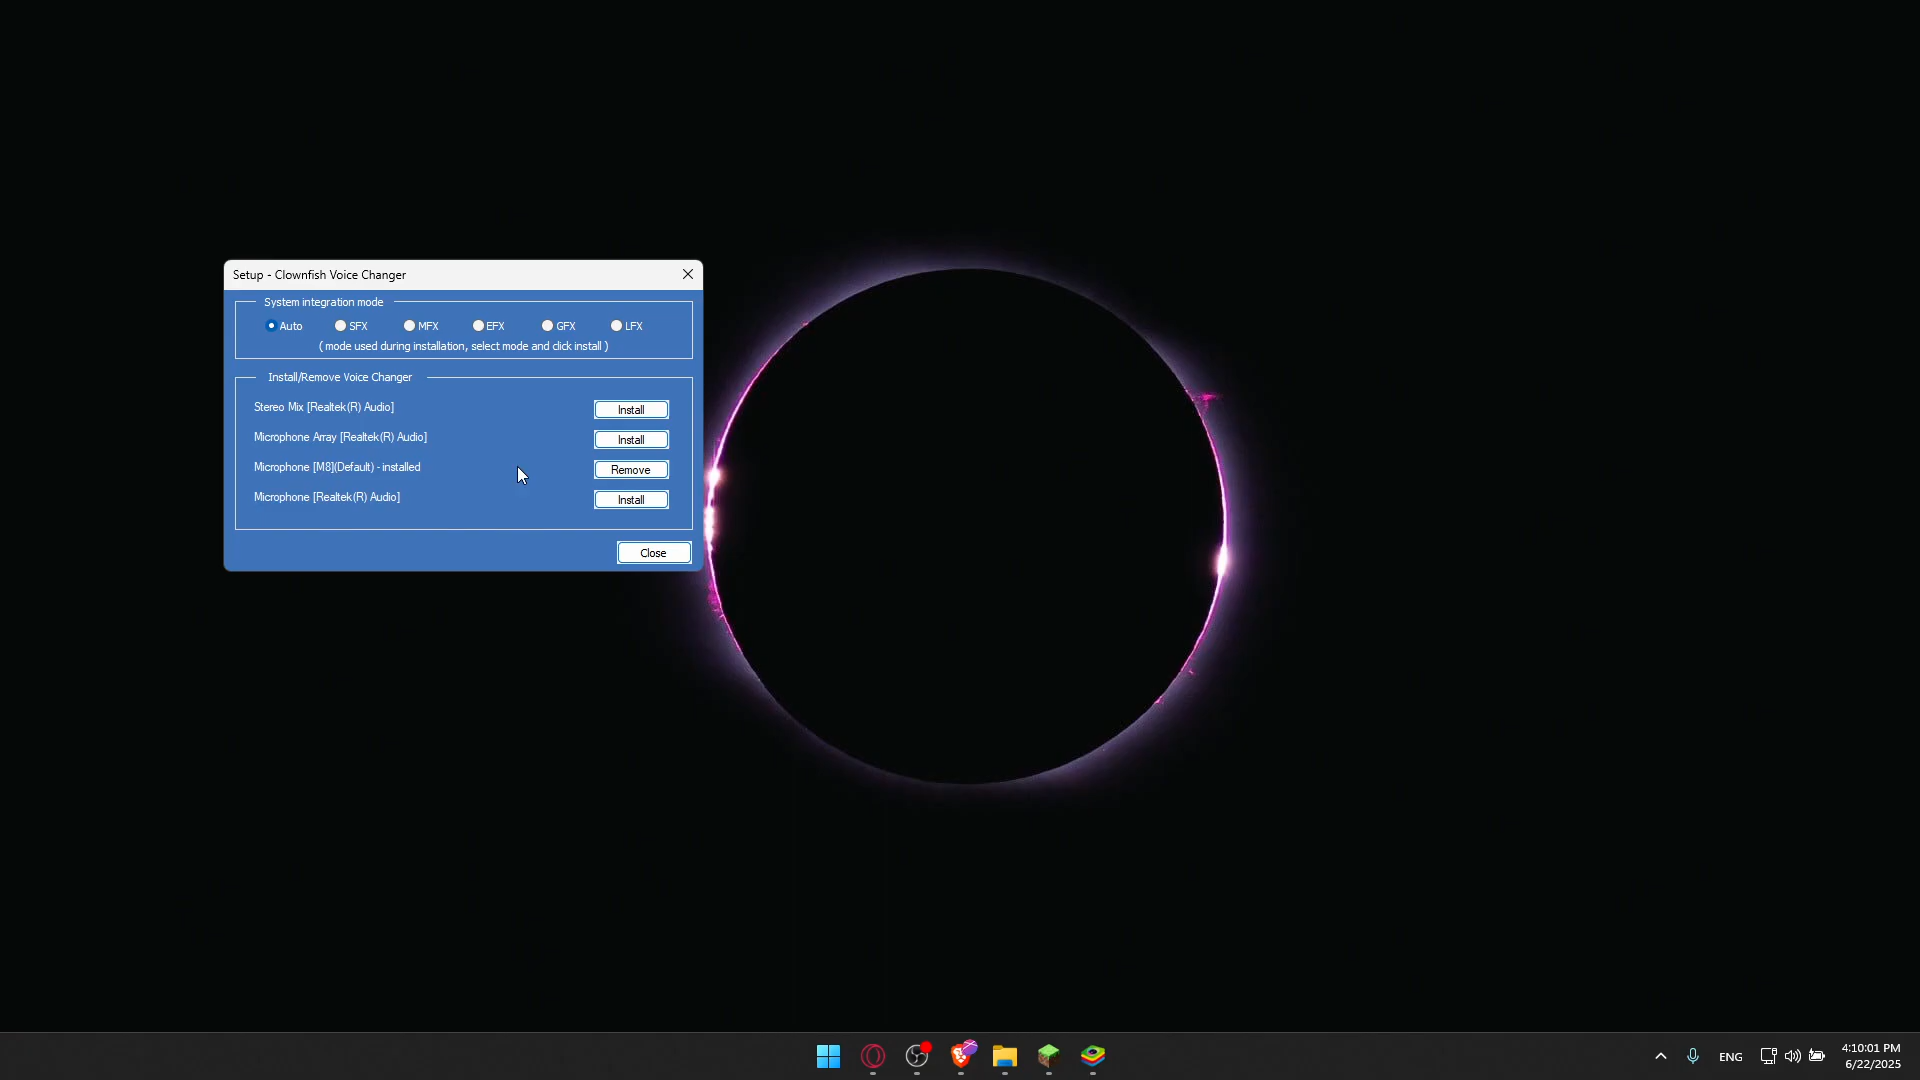 Setup - Clownfish Voice Changer
System integration mode
Auto SFX MFX EFX GFX LFX
( mode used during installation, select mode and click install )
Install/Remove Voice Changer
Stereo Mix [Realtek(R) Audio] Install
Microphone Array [Realtek(R) Audio] Install
Microphone [M8](Default) - installed Remove
Microphone [Realtek(R) Audio] Install
Close
ENG
4:10:01 PM
6/22/2025